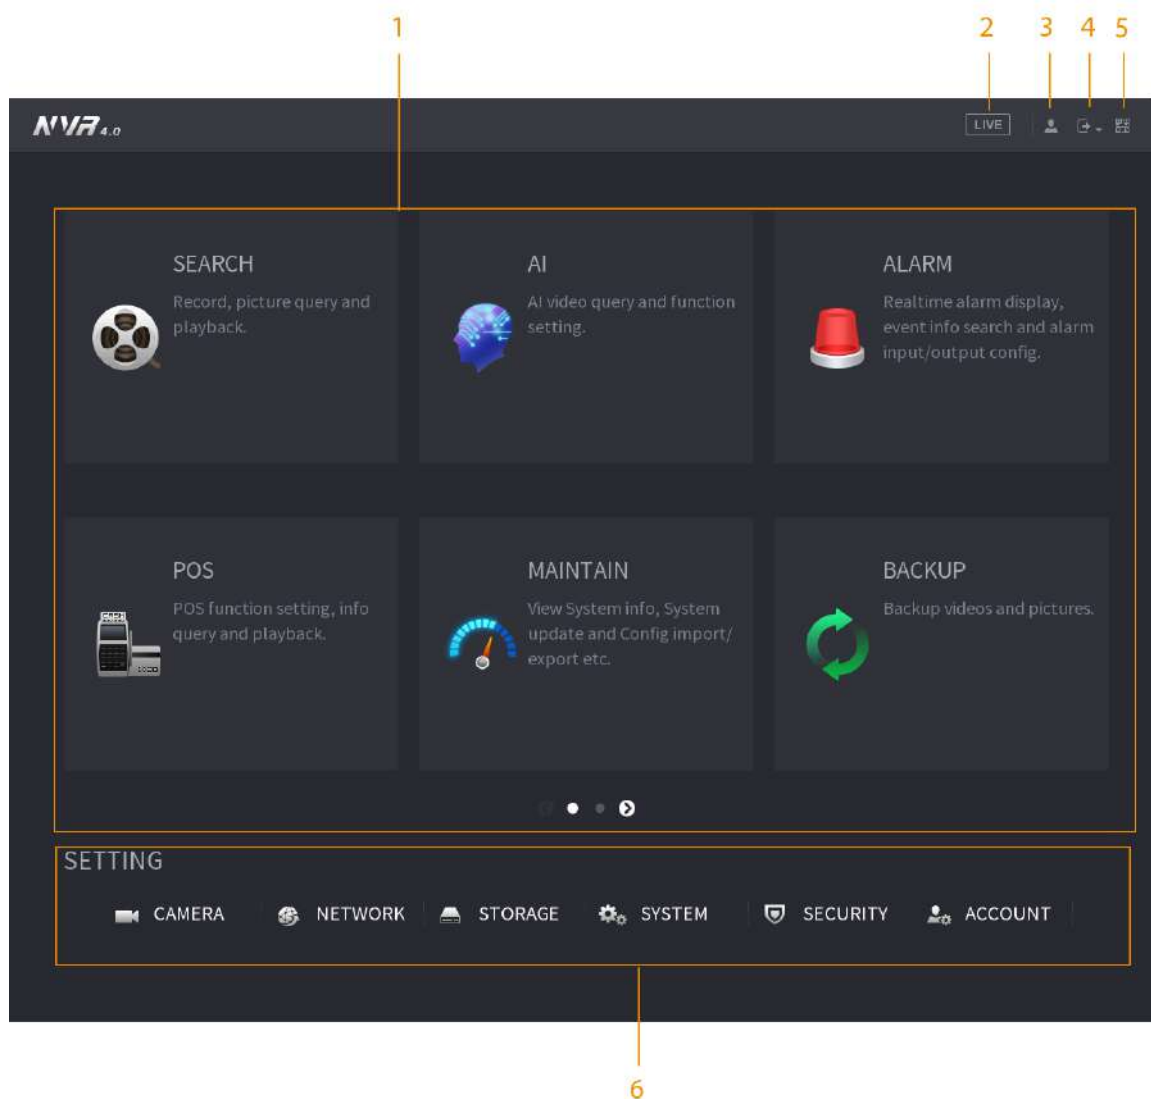 1
2 3 4 5
NVR 4.0
LIVE
SEARCH
Record, picture query and
playback.
AI
AI video query and function
setting.
ALARM
Realtime alarm display,
event info search and alarm
input/output config.
POS
POS function setting, info
query and playback.
MAINTAIN
View System info, System
update and Config import/
export etc.
BACKUP
Backup videos and pictures.
SETTING
CAMERA NETWORK STORAGE SYSTEM SECURITY ACCOUNT
6